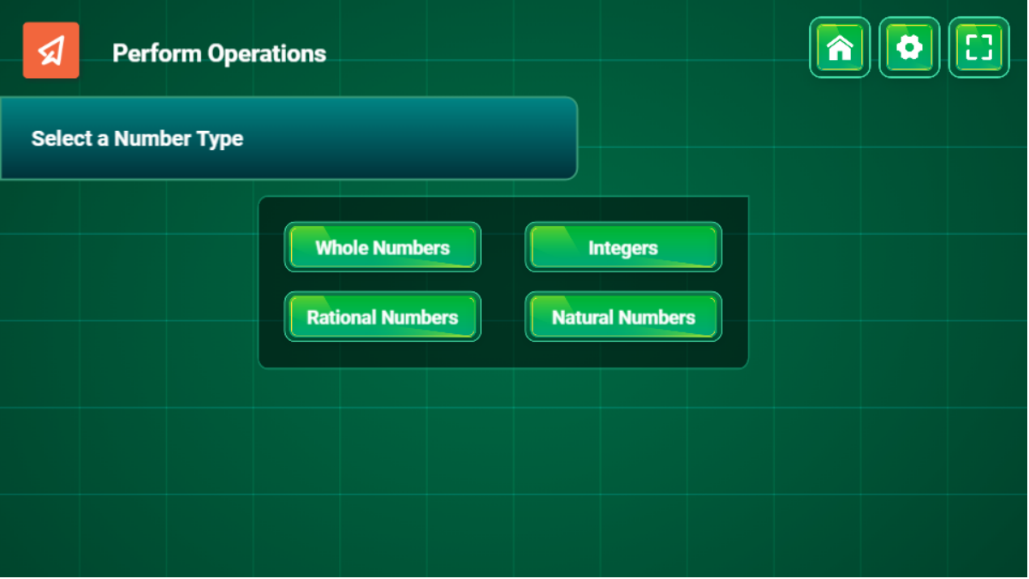 Perform Operations
Select a Number Type
Whole Numbers
Integers
Rational Numbers
Natural Numbers